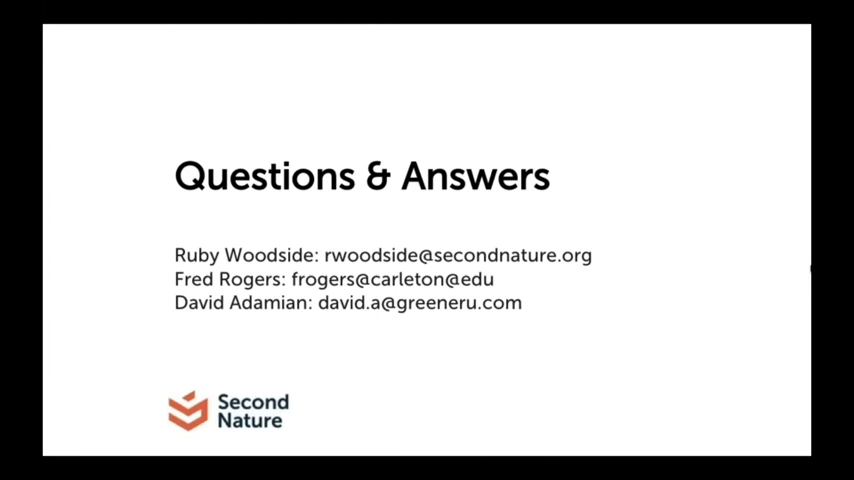 Questions & Answers
Ruby Woodside: rwoodside@secondnature.org
Fred Rogers: frogers@carleton@edu
David Adamian: david.a@greeneru.com
Second
Nature